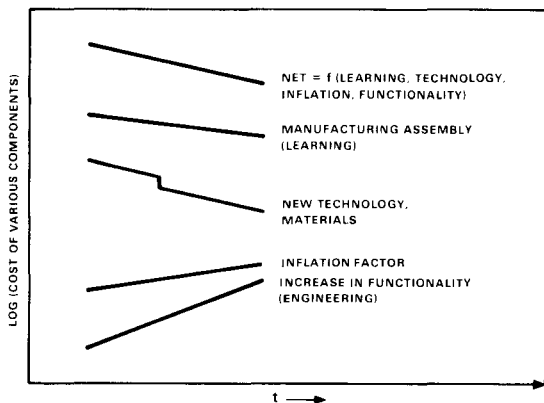 LOG (COST OF VARIOUS COMPONENTS)
NET = f (LEARNING, TECHNOLOGY,
INFLATION, FUNCTIONALITY)
MANUFACTURING ASSEMBLY
(LEARNING)
NEW TECHNOLOGY,
MATERIALS
INFLATION FACTOR
INCREASE IN FUNCTIONALITY
(ENGINEERING)
t